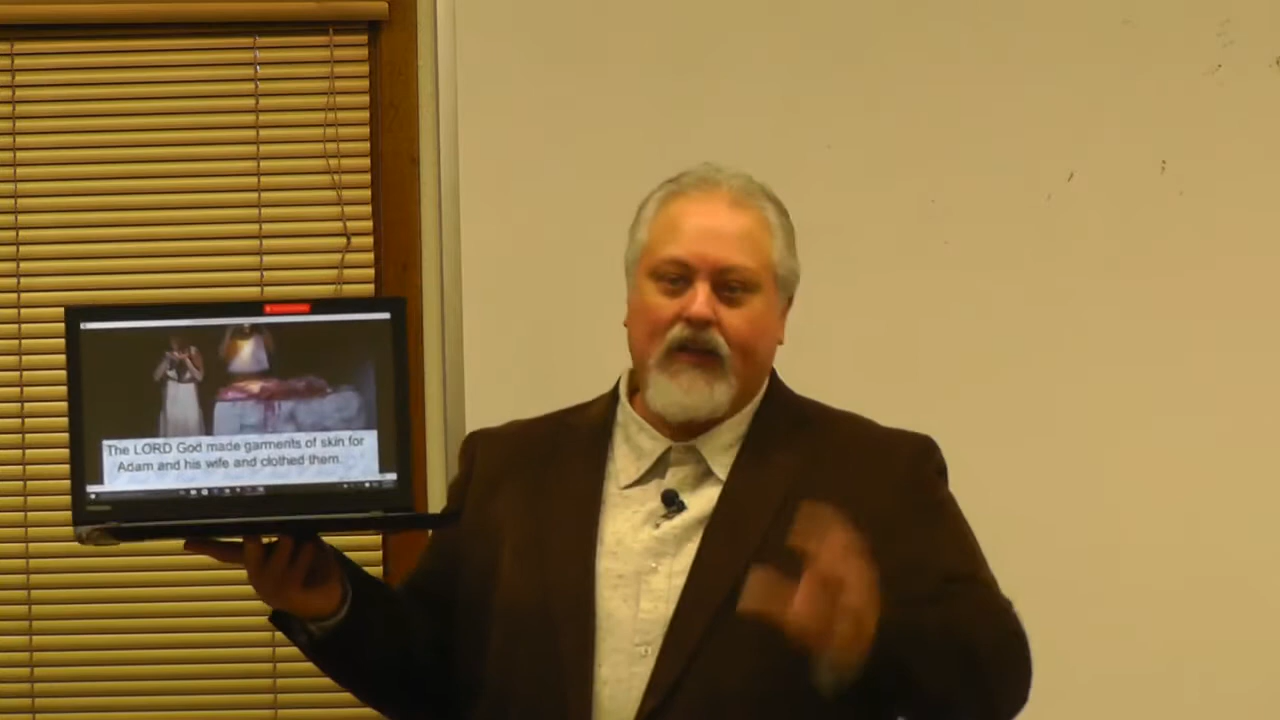 The LORD God made garments of skin for
Adam and his wife and clothed them.